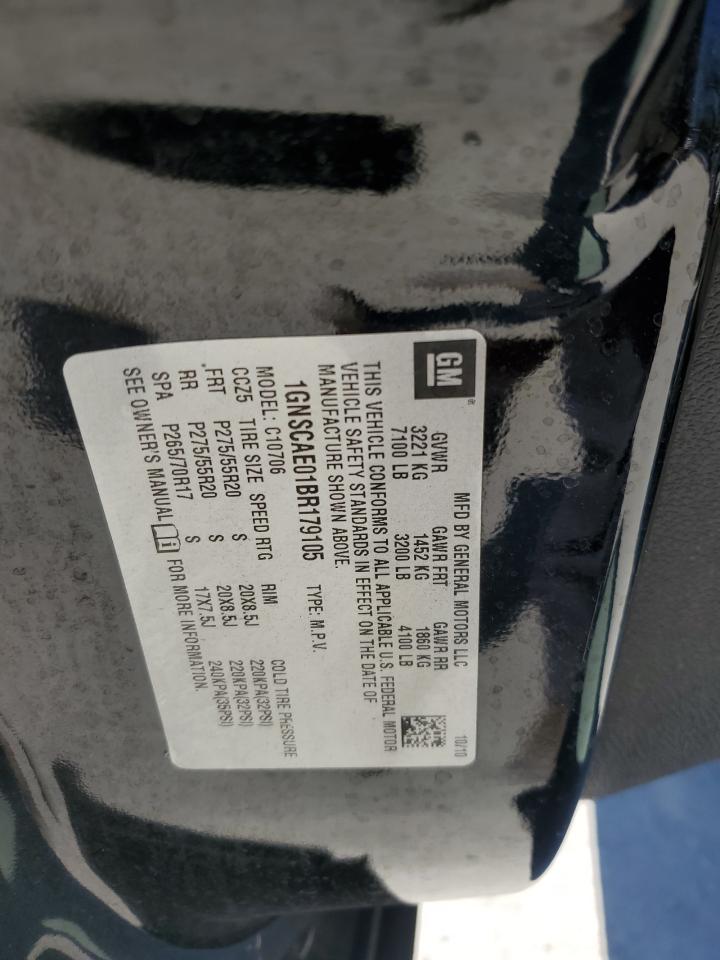 GM
MFD BY GENERAL MOTORS LLC 10/10
GVWR GAWR FRT GAWR RR
3221 KG 1452 KG 1860 KG
7100 LB 3200 LB 4100 LB
THIS VEHICLE CONFORMS TO ALL APPLICABLE U.S. FEDERAL MOTOR
VEHICLE SAFETY STANDARDS IN EFFECT ON THE DATE OF
MANUFACTURE SHOWN ABOVE.
1GNSCAE01BR179105 TYPE: M.P.V.
MODEL: C10706
CCZ5 TIRE SIZE SPEED RTG RIM COLD TIRE PRESSURE
FRT P275/55R20 S 20X8.5J 220KPA(32PSI)
RR P275/55R20 S 20X8.5J 220KPA(32PSI)
SPA P265/70R17 S 17X7.5J 240KPA(35PSI)
SEE OWNER'S MANUAL i FOR MORE INFORMATION.